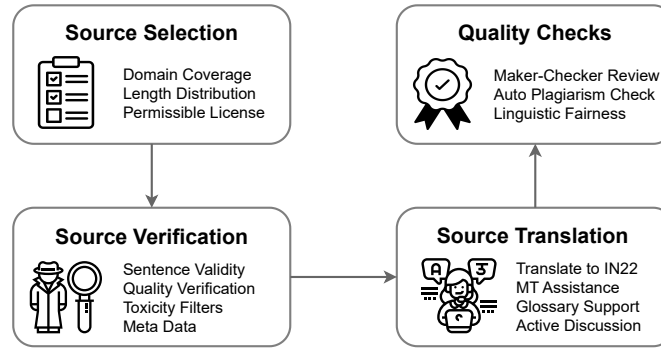 Source Selection
Domain Coverage
Length Distribution
Permissible License
Source Verification
Sentence Validity
Quality Verification
Toxicity Filters
Meta Data
Source Translation
A
3
Translate to IN22
MT Assistance
Glossary Support
Active Discussion
Quality Checks
Maker-Checker Review
Auto Plagiarism Check
Linguistic Fairness